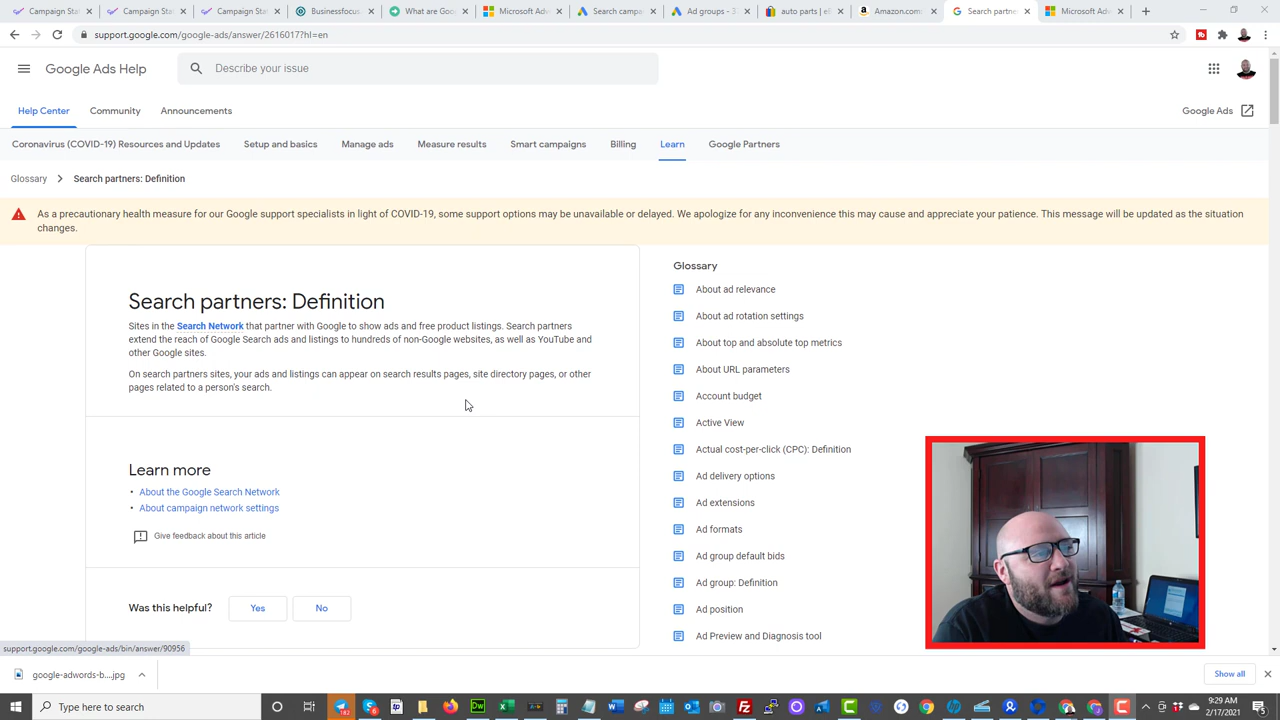 Campaign Sta
Campaign Sta
Campaign Sta
Businessfocus
What are Goo
Microsoft Adv
Search campa
Ad groups - 3
auto parts | eB
Amazon.com
Search partne
Microsoft Adv
support.google.com/google-ads/answer/2616017?hl=en
Google Ads Help
Describe your issue
Help Center
Community
Announcements
Google Ads
Coronavirus (COVID-19) Resources and Updates
Setup and basics
Manage ads
Measure results
Smart campaigns
Billing
Learn
Google Partners
Glossary
Search partners: Definition
As a precautionary health measure for our Google support specialists in light of COVID-19, some support options may be unavailable or delayed. We apologize for any inconvenience this may cause and appreciate your patience. This message will be updated as the situation
changes.
Search partners: Definition
Sites in the Search Network that partner with Google to show ads and free product listings. Search partners
extend the reach of Google Search ads and listings to hundreds of non-Google websites, as well as YouTube and
other Google sites.
On search partners sites, your ads and listings can appear on search results pages, site directory pages, or other
pages related to a person's search.
Learn more
• About the Google Search Network
• About campaign network settings
Give feedback about this article
Was this helpful?
Yes
No
Glossary
About ad relevance
About ad rotation settings
About top and absolute top metrics
About URL parameters
Account budget
Active View
Actual cost-per-click (CPC): Definition
Ad delivery options
Ad extensions
Ad formats
Ad group default bids
Ad group: Definition
Ad position
Ad Preview and Diagnosis tool
support.google.com/google-ads/bin/answer/90956
google-adwords-b....jpg
Show all
Type here to search
9:29 AM
2/17/2021